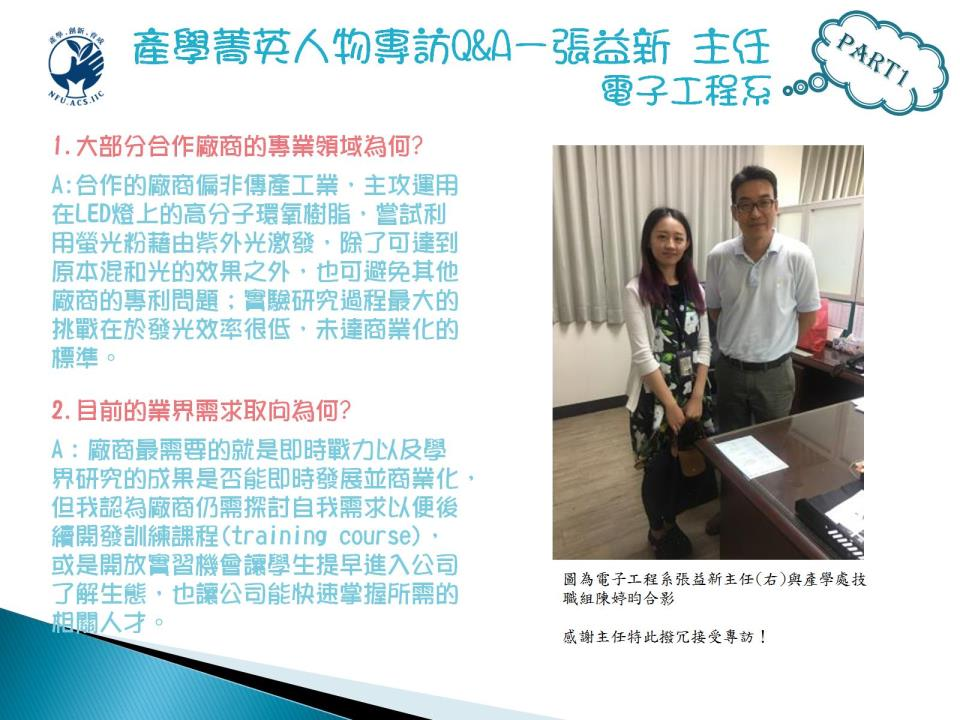 產學.創新.育成
NFU.ACS.IIC
產學菁英人物專訪Q&A—張益新 主任
電子工程系
PART1
1.大部分合作廠商的專業領域為何?
A:合作的廠商偏非傳產工業，主攻運用
在LED燈上的高分子環氧樹脂，嘗試利
用螢光粉藉由紫外光激發，除了可達到
原本混和光的效果之外，也可避免其他
廠商的專利問題；實驗研究過程最大的
挑戰在於發光效率很低，未達商業化的
標準。
2.目前的業界需求取向為何?
A：廠商最需要的就是即時戰力以及學
界研究的成果是否能即時發展並商業化，
但我認為廠商仍需探討自我需求以便後
續開發訓練課程(training course)，
或是開放實習機會讓學生提早進入公司
了解生態，也讓公司能快速掌握所需的
相關人才。
圖為電子工程系張益新主任(右)與產學處技
職組陳婷昀合影
感謝主任特此撥冗接受專訪！